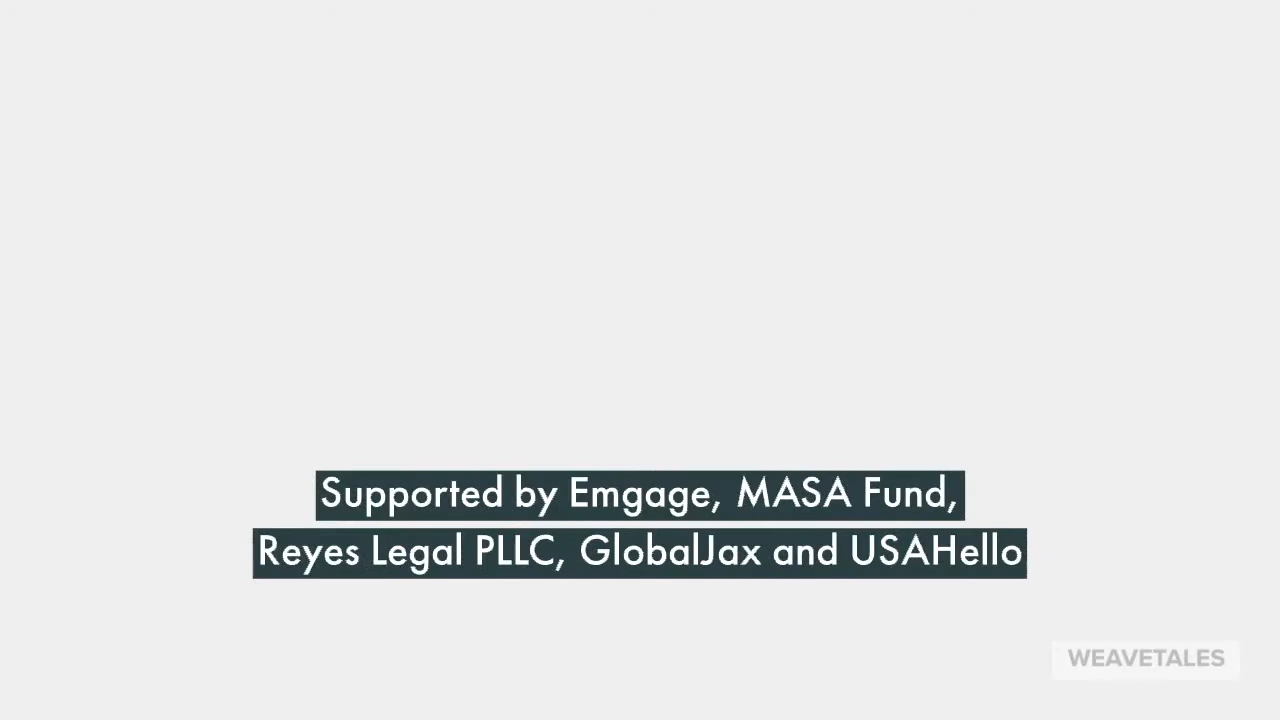 Supported by Emgage, MASA Fund,
Reyes Legal PLLC, GlobalJax and USAHello
WEAVETALES